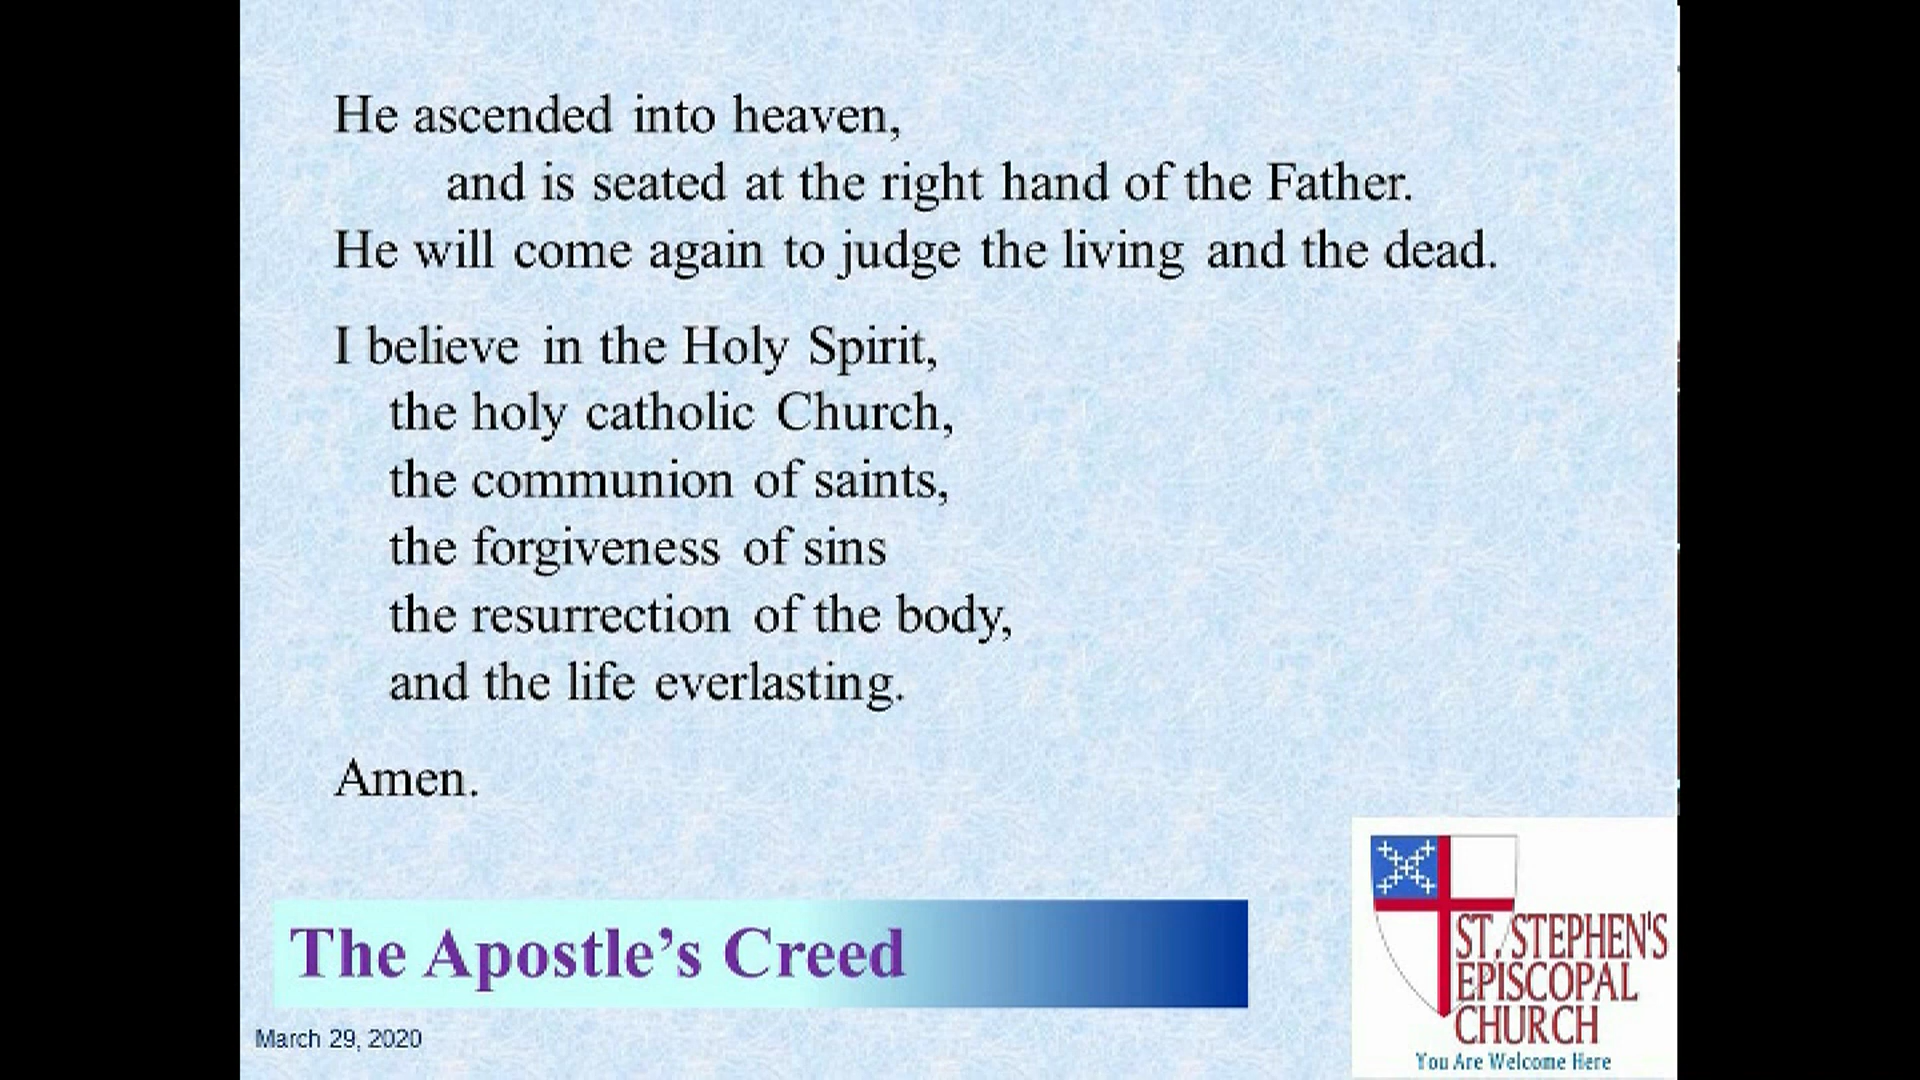 He ascended into heaven,
and is seated at the right hand of the Father.
He will come again to judge the living and the dead.
I believe in the Holy Spirit,
the holy catholic Church,
the communion of saints,
the forgiveness of sins
the resurrection of the body,
and the life everlasting.
Amen.
The Apostle’s Creed
March 29, 2020
ST. STEPHEN'S
EPISCOPAL
CHURCH
You Are Welcome Here